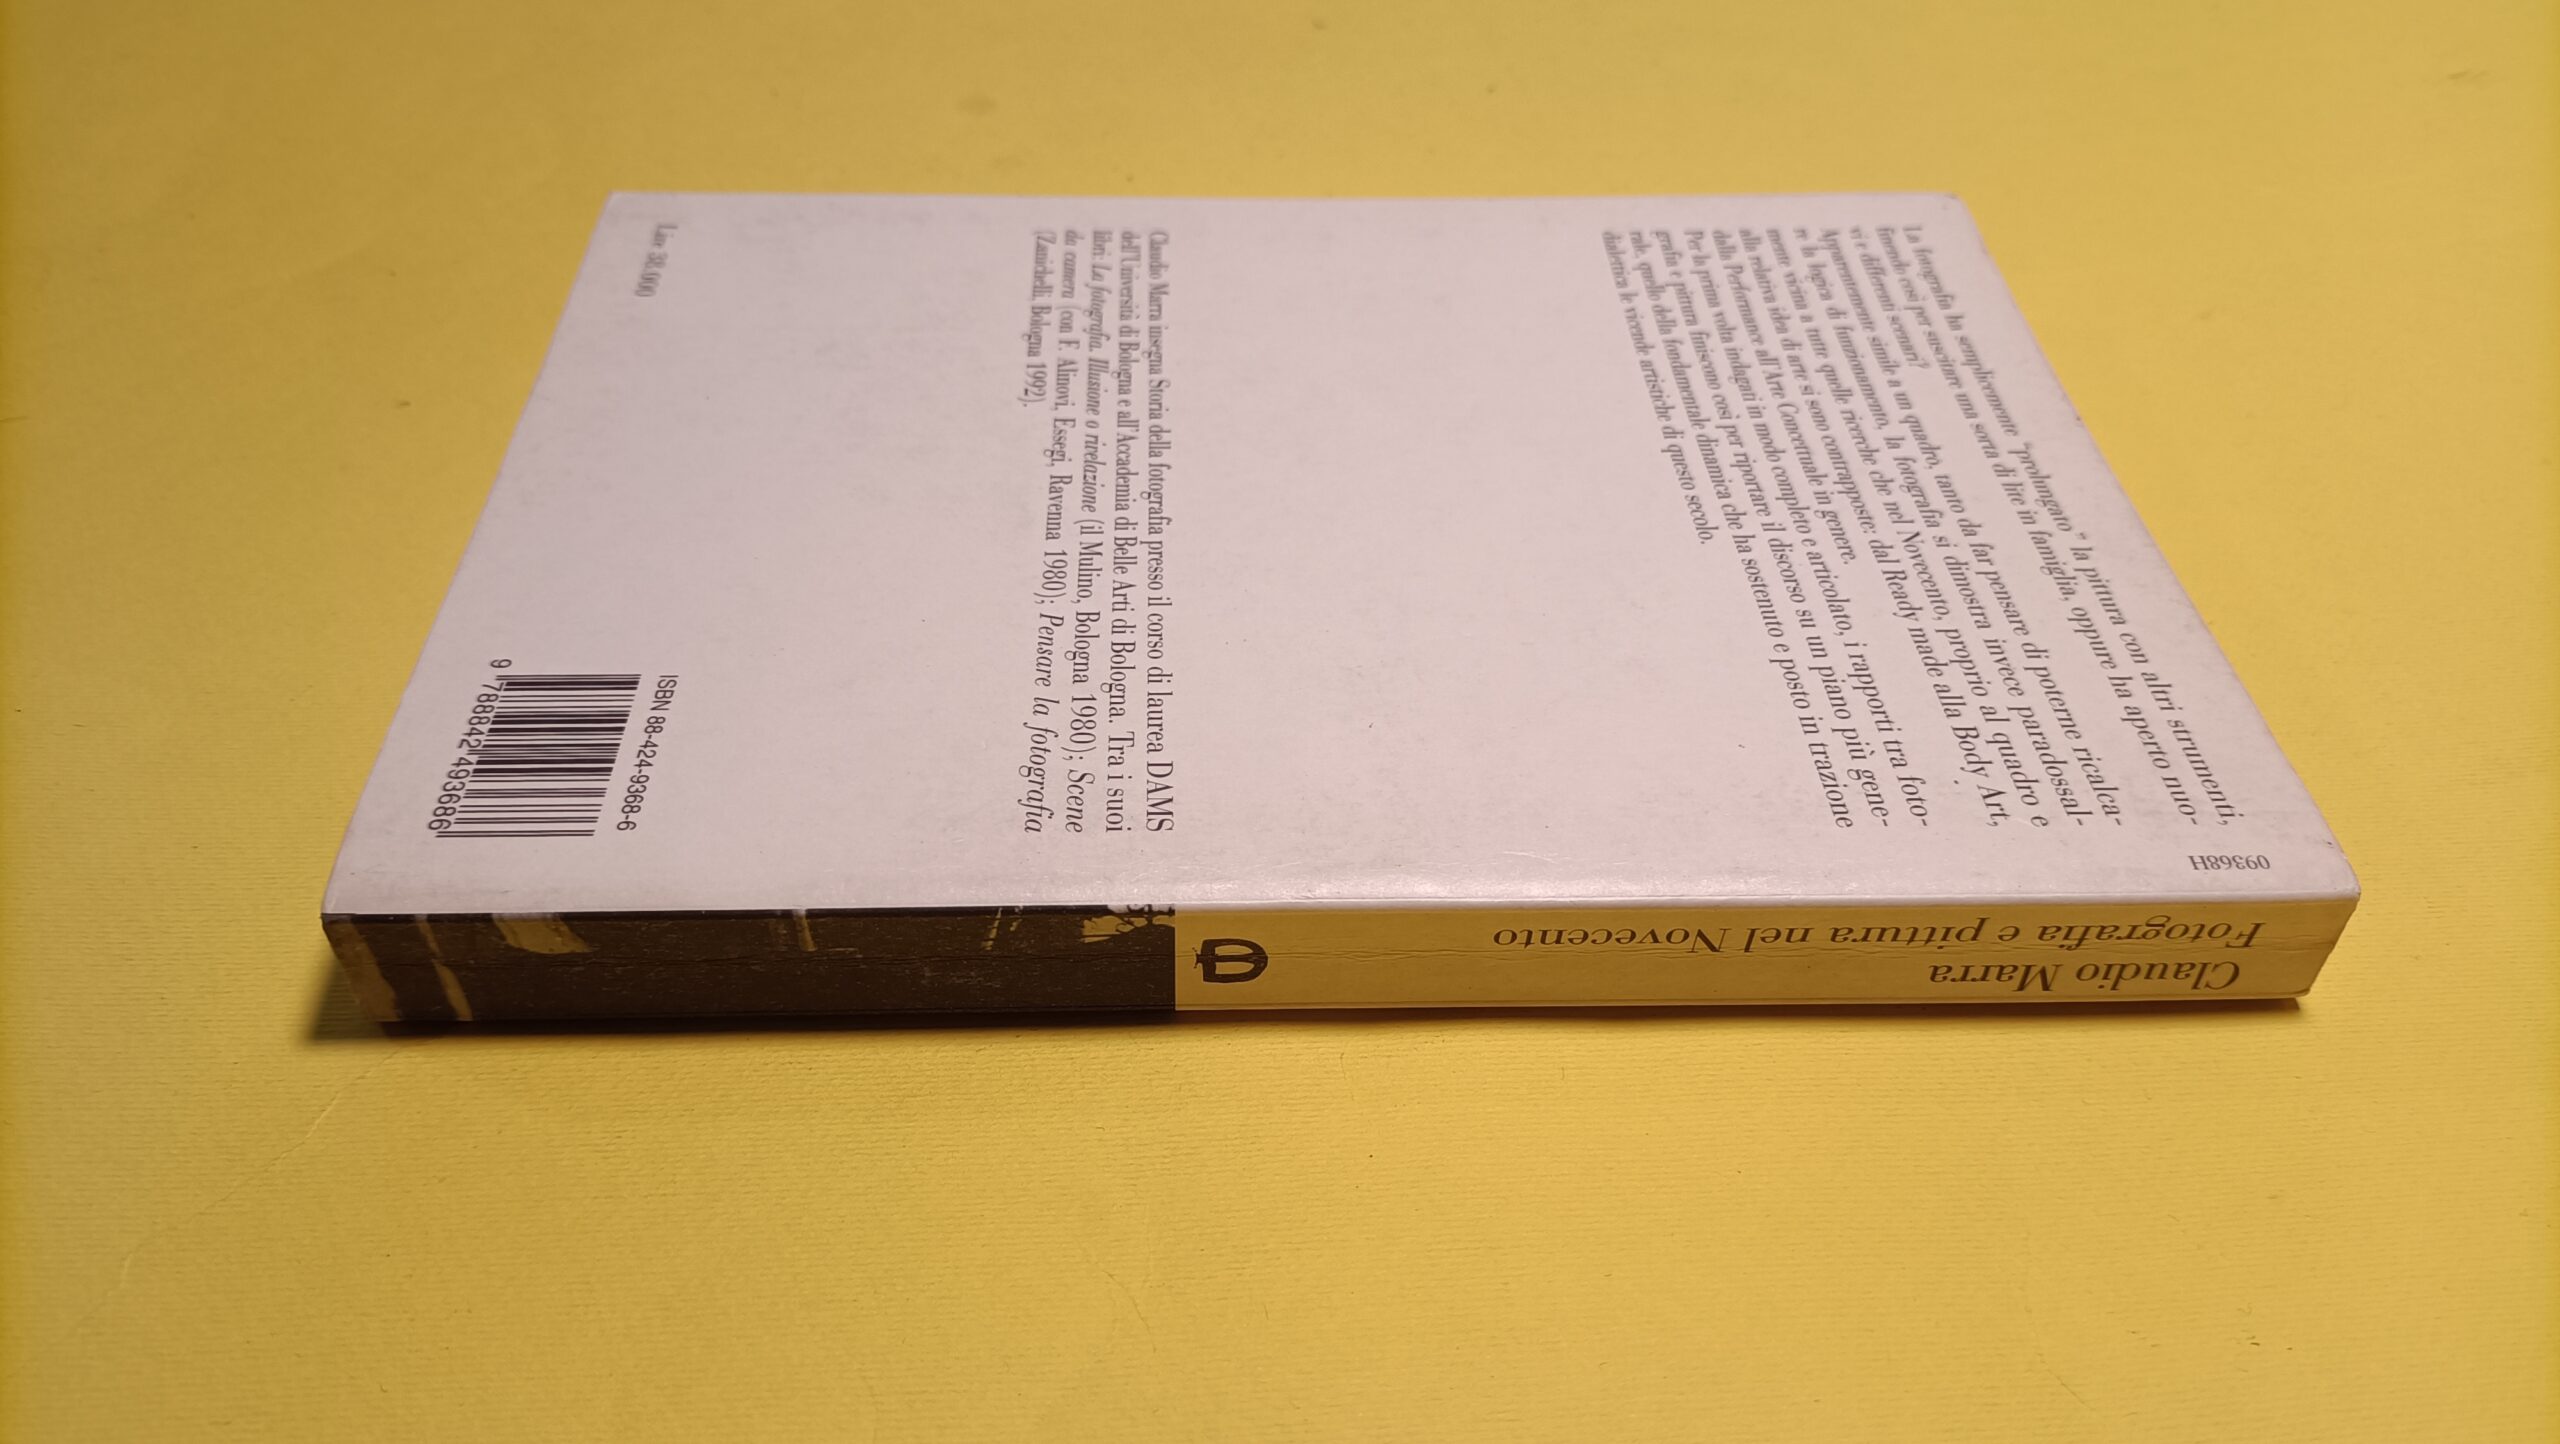 La fotografia ha semplicemente "prolungato" la pittura con altri strumenti,
finendo così per suscitare una sorta di lite in famiglia, oppure ha aperto nuo-
vi e differenti scenari?
Apparentemente simile a un quadro, tanto da far pensare di poterne ricalca-
re la logica di funzionamento, la fotografia si dimostra invece paradossal-
mente vicina a tutte quelle ricerche che nel Novecento, proprio al quadro e
alla relativa idea di arte si sono contrapposte: dal Ready made alla Body Art,
dalla Performance all'Arte Concettuale in genere.
Per la prima volta indagati in modo completo e articolato, i rapporti tra foto-
grafia e pittura finiscono così per riportare il discorso su un piano più gene-
rale, quello della fondamentale dinamica che ha sostenuto e posto in trazione
dialettica le vicende artistiche di questo secolo.
Claudio Marra insegna Storia della fotografia presso il corso di laurea DAMS
dell'Università di Bologna e all'Accademia di Belle Arti di Bologna. Tra i suoi
libri: La fotografia. Illusione o rivelazione (il Mulino, Bologna 1980); Scene
da camera (con F. Alinovi, Essegi, Ravenna 1980); Pensare la fotografia
(Zanichelli, Bologna 1992).
Lire 38.000
ISBN 88-424-9368-6
9 788842 493686
09368H
Claudio Marra
Fotografia e pittura nel Novecento